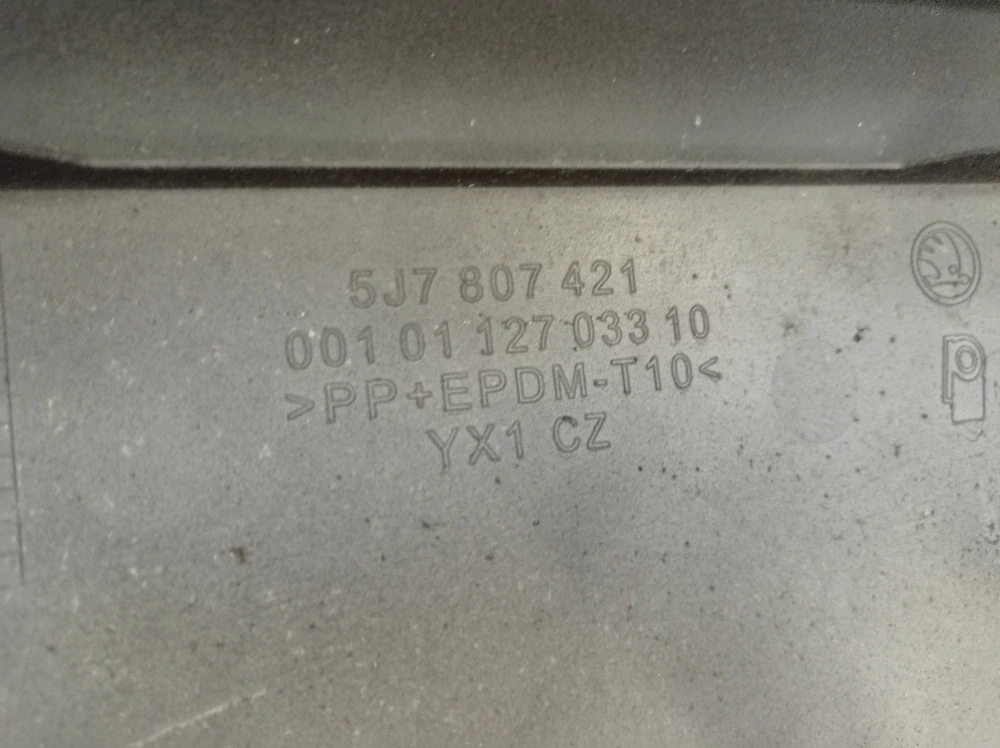 5J7 807 421
001 01 127 033 10
>PP+EPDM-T10<
YX1 CZ